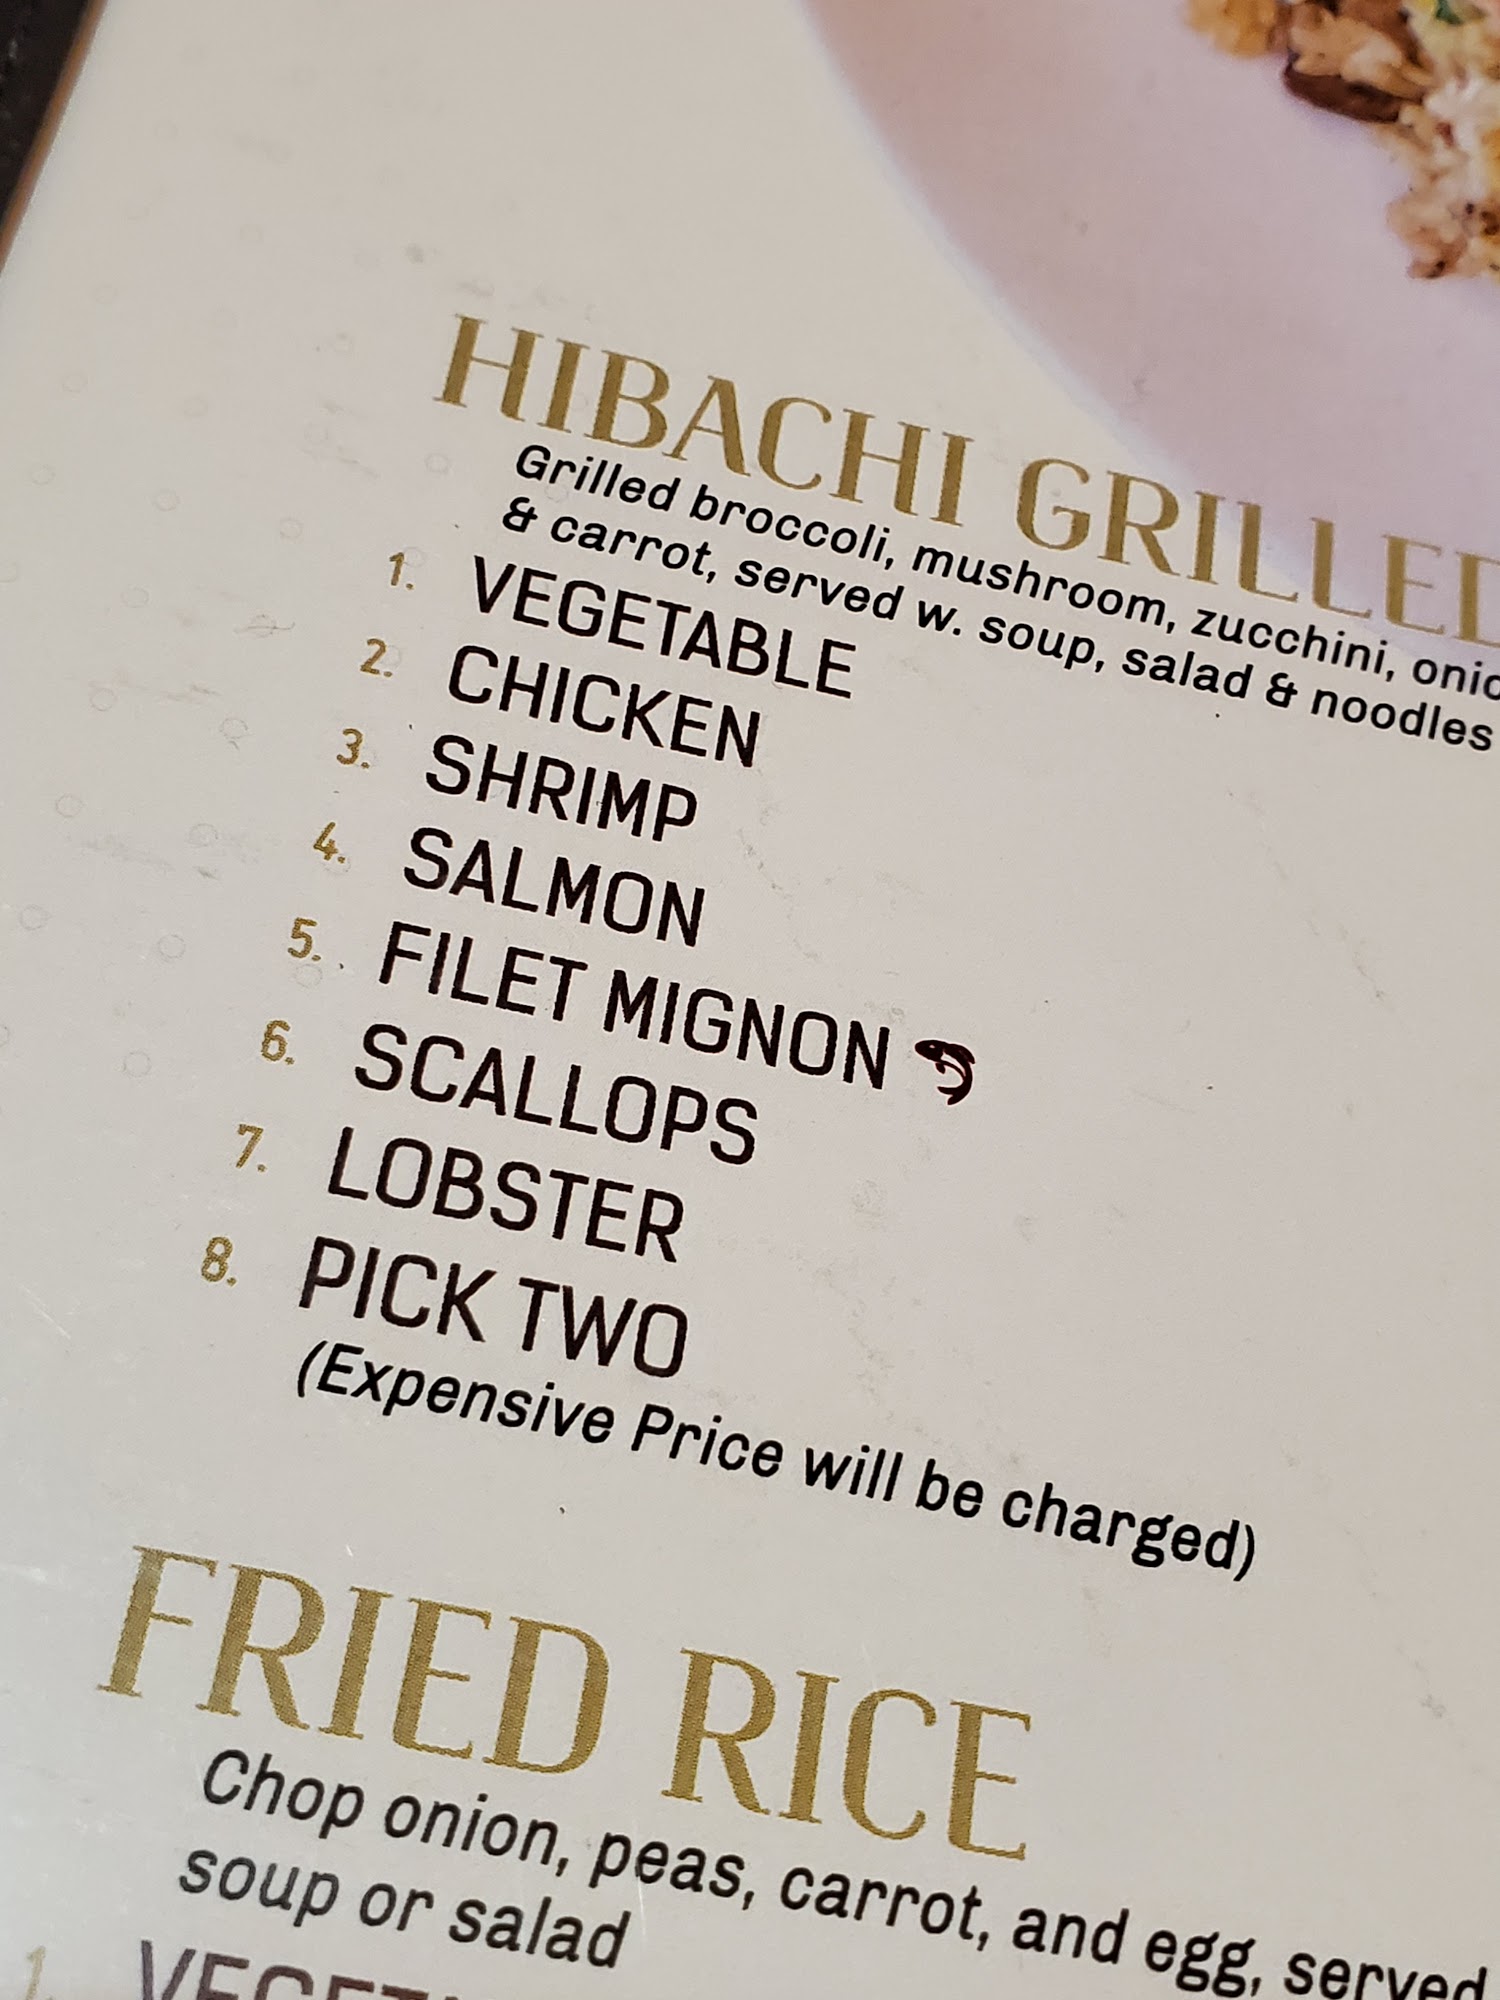 HIBACHI GRILLED
Grilled broccoli, mushroom, zucchini,
& carrot, served w. soup, salad & noodles
1. VEGETABLE
2. CHICKEN
3. SHRIMP
4. SALMON
5. FILET MIGNON
6. SCALLOPS
7. LOBSTER
8. PICK TWO
(Expensive Price will be charged)
FRIED RICE
Chop onion, peas, carrot, and egg, served
soup or salad
1.